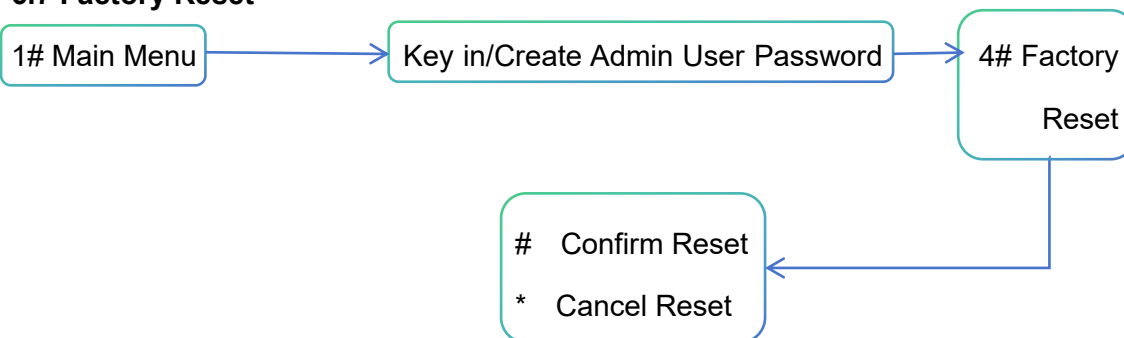 Factory Reset
1# Main Menu
Key in/Create Admin User Password
4# Factory
Reset
# Confirm Reset
* Cancel Reset